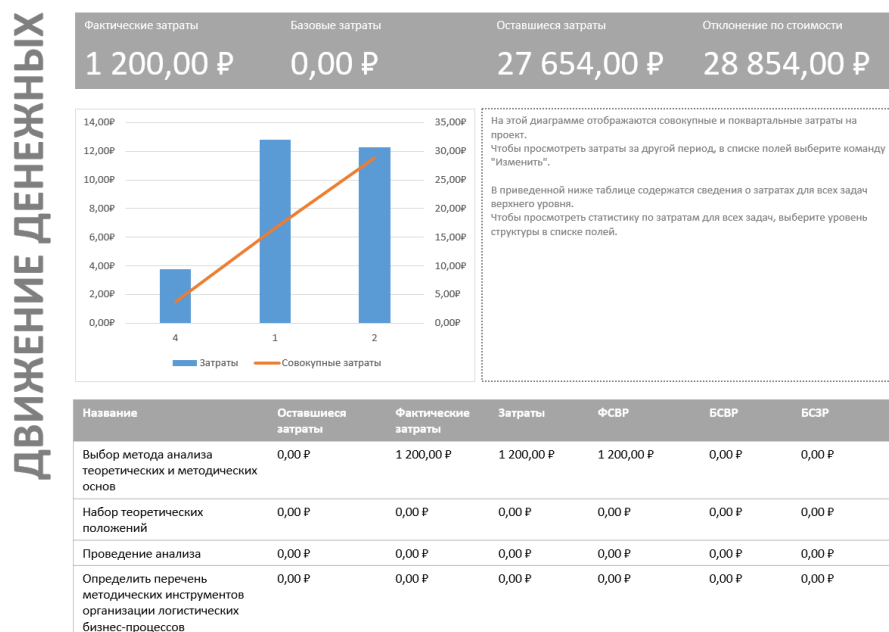 ДВИЖЕНИЕ ДЕНЕЖНЫХ
Фактические затраты Базовые затраты Оставшиеся затраты Отклонение по стоимости
1 200,00 ₽ 0,00 ₽ 27 654,00 ₽ 28 854,00 ₽
14,00₽ 35,00₽
12,00₽ 30,00₽
10,00₽ 25,00₽
8,00₽ 20,00₽
6,00₽ 15,00₽
4,00₽ 10,00₽
2,00₽ 5,00₽
0,00₽ 0,00₽
4 1 2
Затраты Совокупные затраты
На этой диаграмме отображаются совокупные и поквартальные затраты на
проект.
Чтобы просмотреть затраты за другой период, в списке полей выберите команду
"Изменить".
В приведенной ниже таблице содержатся сведения о затратах для всех задач
верхнего уровня.
Чтобы просмотреть статистику по затратам для всех задач, выберите уровень
структуры в списке полей.
Название Оставшиеся Фактические Затраты ФСВР БСВР БСЗР
затраты затраты
Выбор метода анализа 0,00 ₽ 1 200,00 ₽ 1 200,00 ₽ 1 200,00 ₽ 0,00 ₽ 0,00 ₽
теоретических и методических
основ
Набор теоретических 0,00 ₽ 0,00 ₽ 0,00 ₽ 0,00 ₽ 0,00 ₽ 0,00 ₽
положений
Проведение анализа 0,00 ₽ 0,00 ₽ 0,00 ₽ 0,00 ₽ 0,00 ₽ 0,00 ₽
Определить перечень 0,00 ₽ 0,00 ₽ 0,00 ₽ 0,00 ₽ 0,00 ₽ 0,00 ₽
методических инструментов
организации логистических
бизнес-процессов